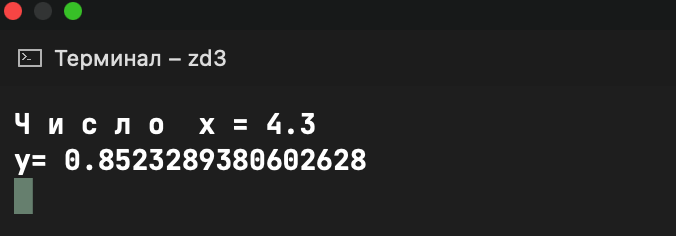 Терминал – zd3
Ч и с л о  x = 4.3
y= 0.8523289380602628